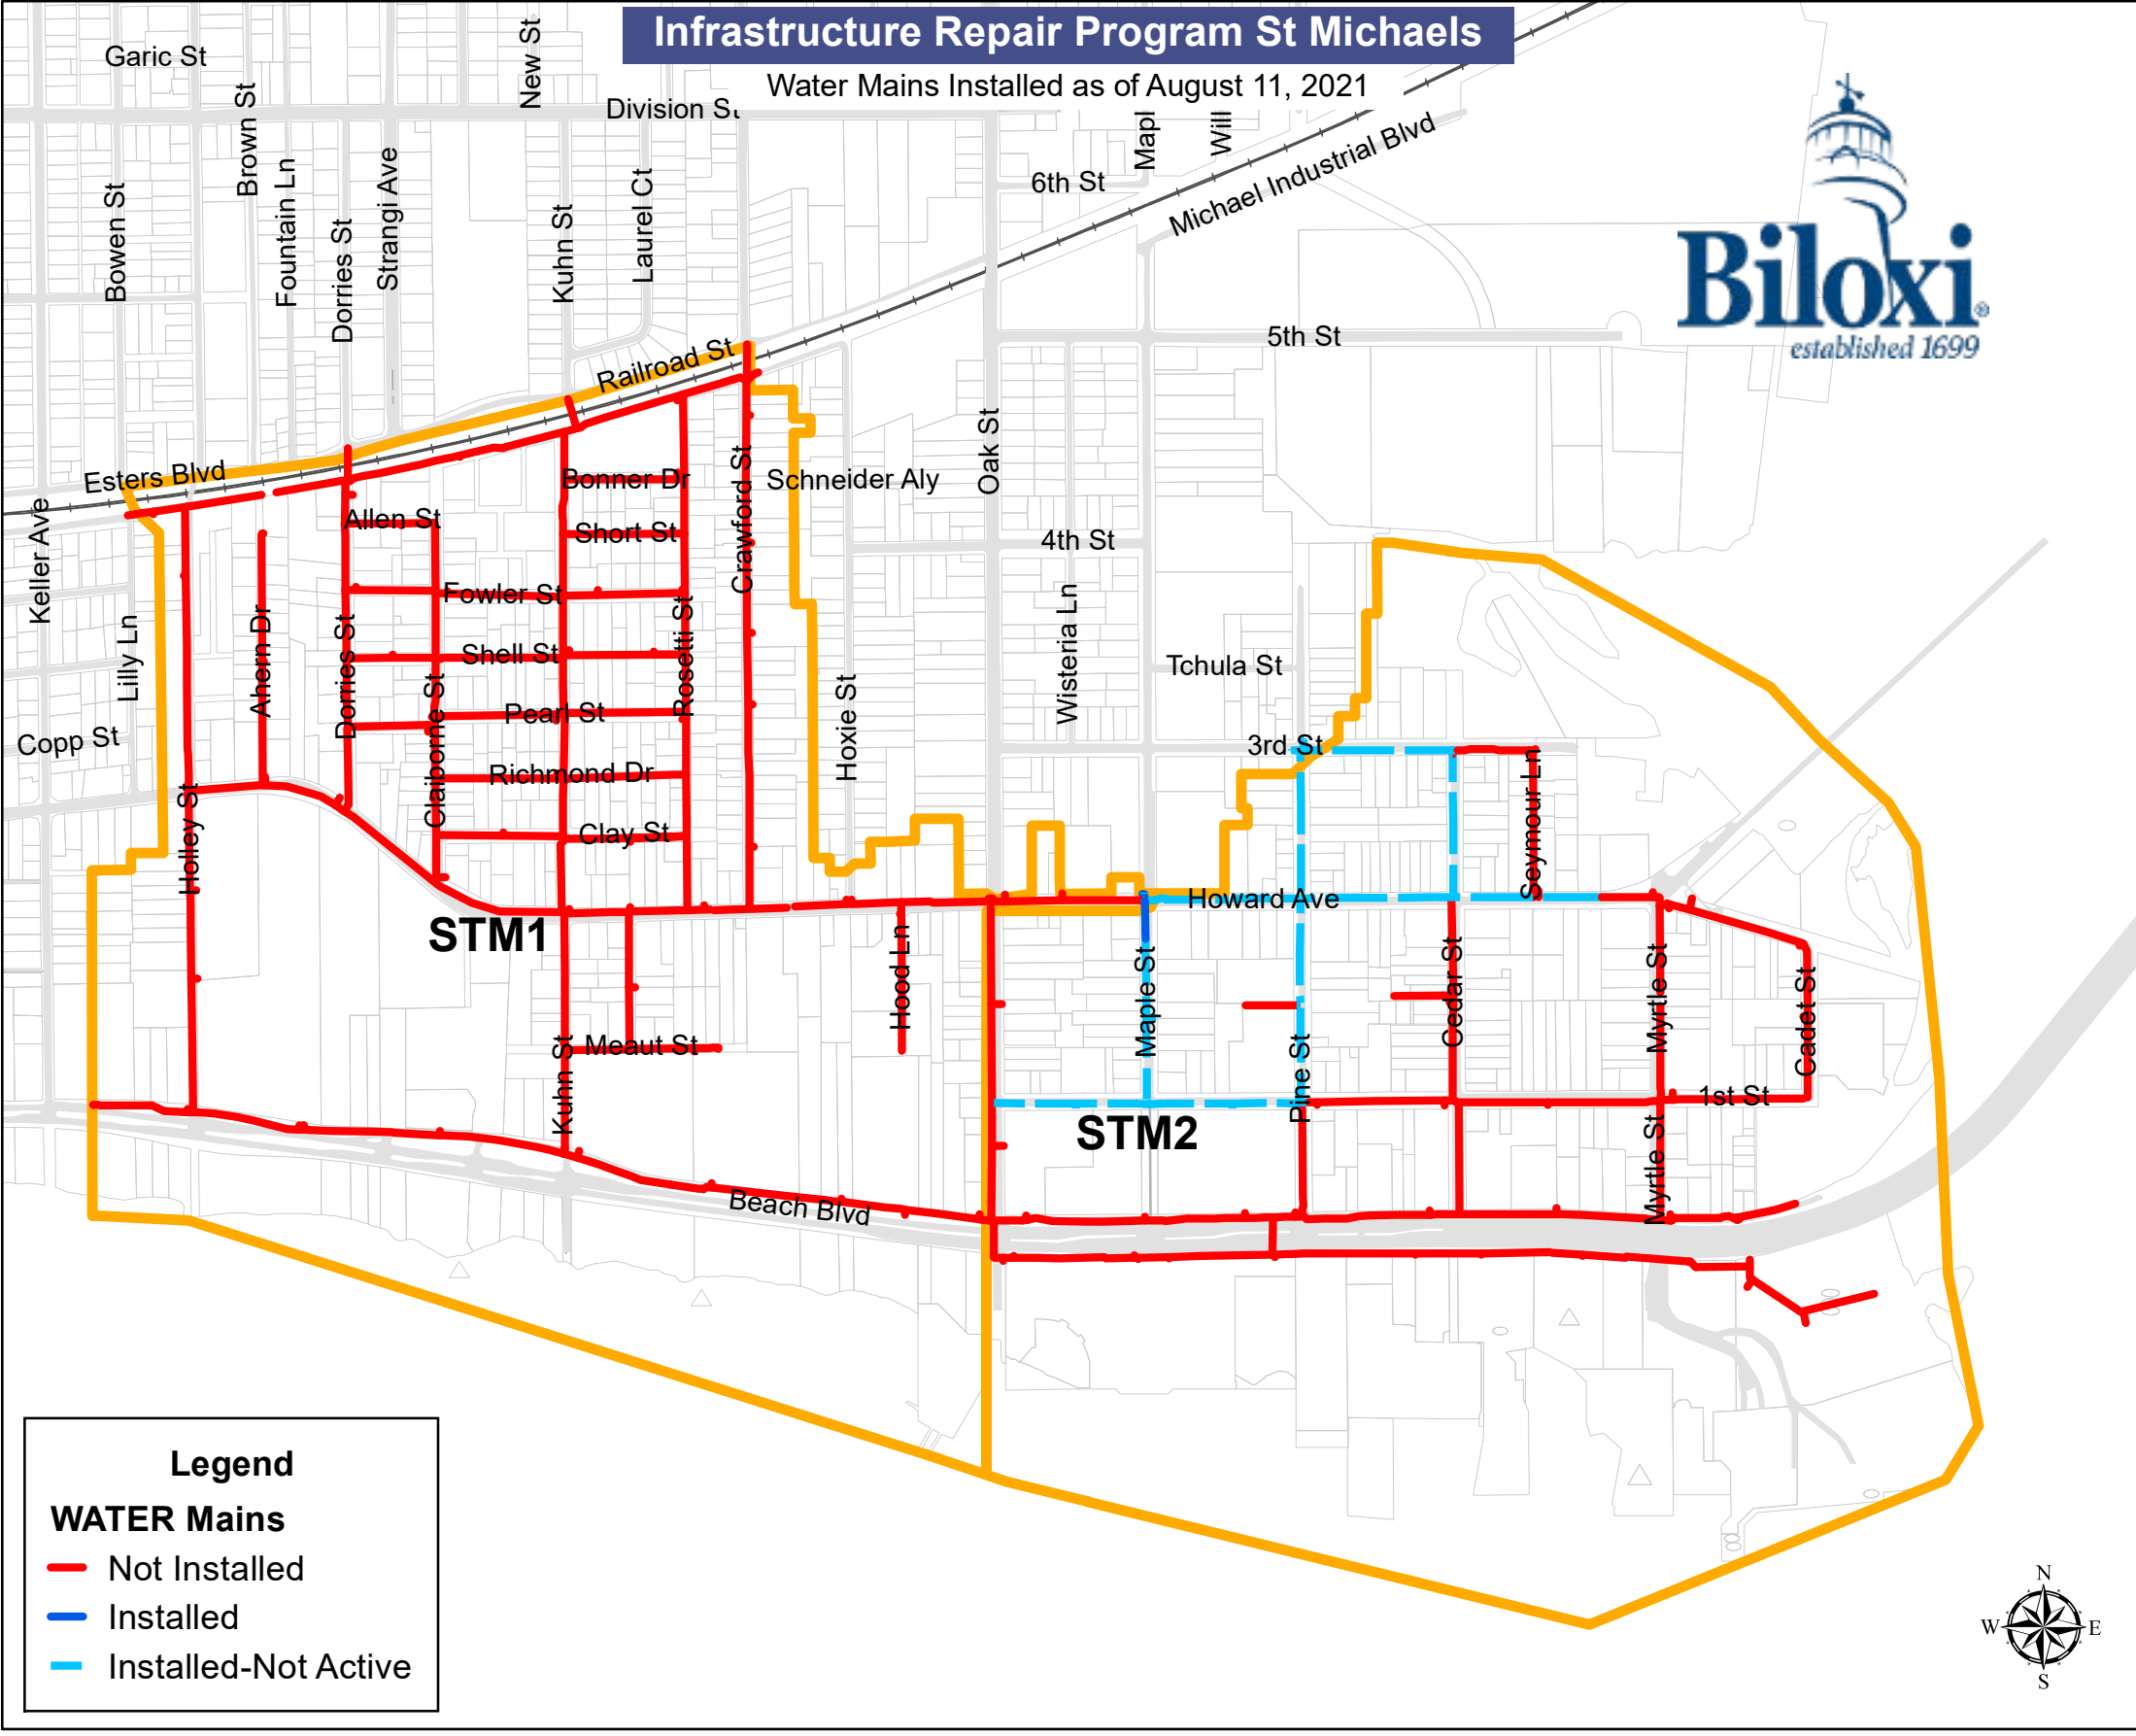 Infrastructure Repair Program St Michaels
Water Mains Installed as of August 11, 2021
Biloxi®
established 1699
Garic St
New St
Division St
Brown St
Mapl
Will
Michael Industrial Blvd
6th St
Bowen St
Fountain Ln
Dorries St
Strangi Ave
Kuhn St
Laurel Ct
5th St
Railroad St
Esters Blvd
Bonner Dr
Crawford St
Schneider Aly
Oak St
Keller Ave
Allen St
Short St
4th St
Fowler St
Lilly Ln
Ahern Dr
Dorries St
Shell St
Rosetti St
Wisteria Ln
Tchula St
Claiborne St
Pearl St
Hoxie St
Copp St
3rd St
Richmond Dr
Holley St
Clay St
Seymour Ln
Howard Ave
STM1
Hood Ln
Maple St
Cedar St
Myrtle St
Cadet St
Kuhn St
Meaut St
Pine St
1st St
STM2
Myrtle St
Beach Blvd
Legend
WATER Mains
Not Installed
Installed
Installed-Not Active
N
W
E
S